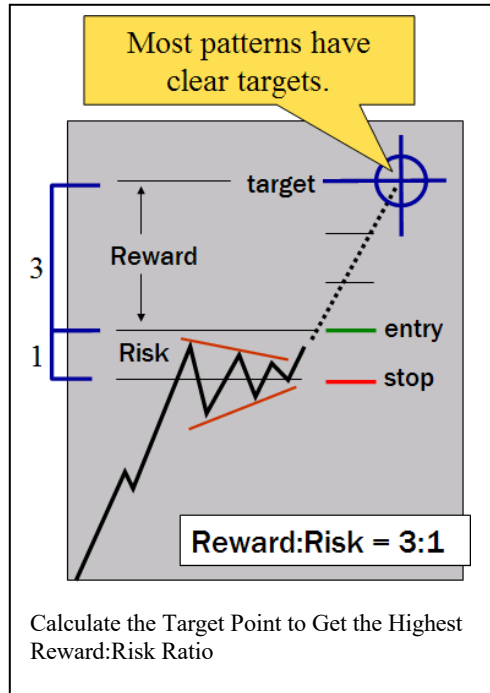 Most patterns have
clear targets.
target
3
Reward
entry
Risk
1
stop
Reward:Risk = 3:1
Calculate the Target Point to Get the Highest
Reward:Risk Ratio